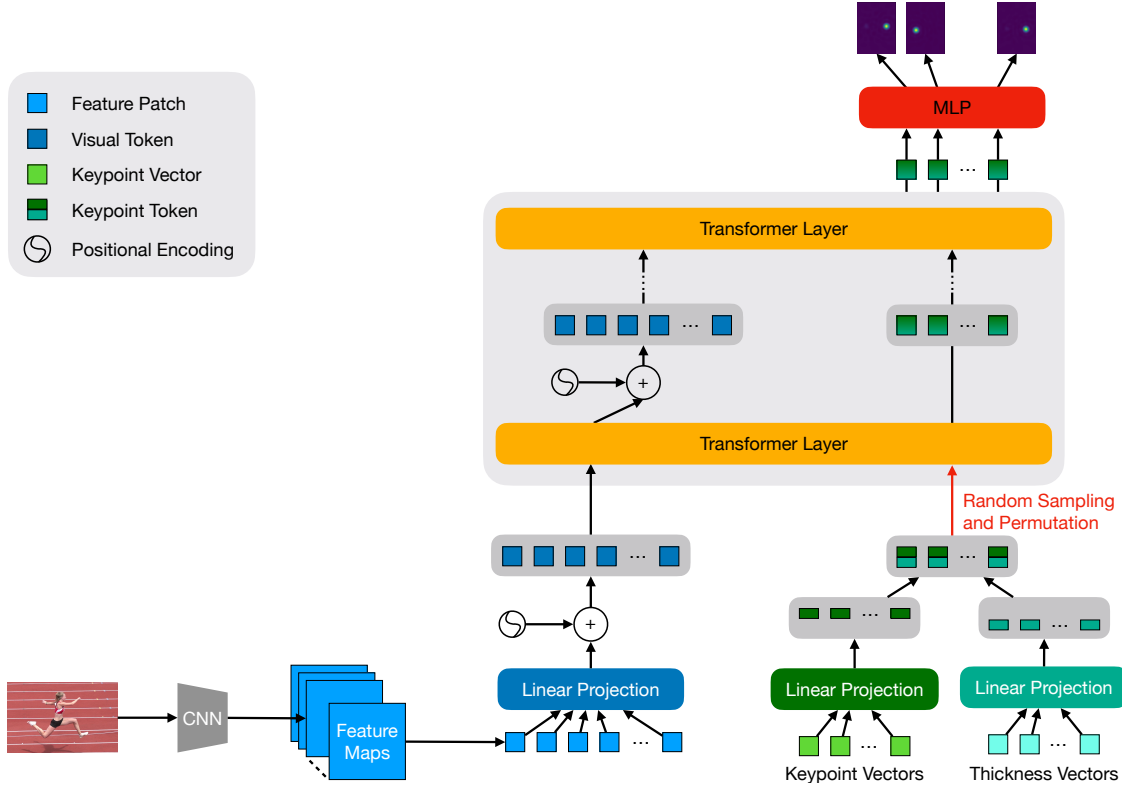 MLP
Feature Patch
Visual Token
Keypoint Vector
Keypoint Token
Positional Encoding
Transformer Layer
...
...
+
Transformer Layer
Random Sampling
and Permutation
...
...
+
...
...
Linear Projection
Linear Projection
Linear Projection
CNN
Feature
Maps
...
...
...
Keypoint Vectors
Thickness Vectors